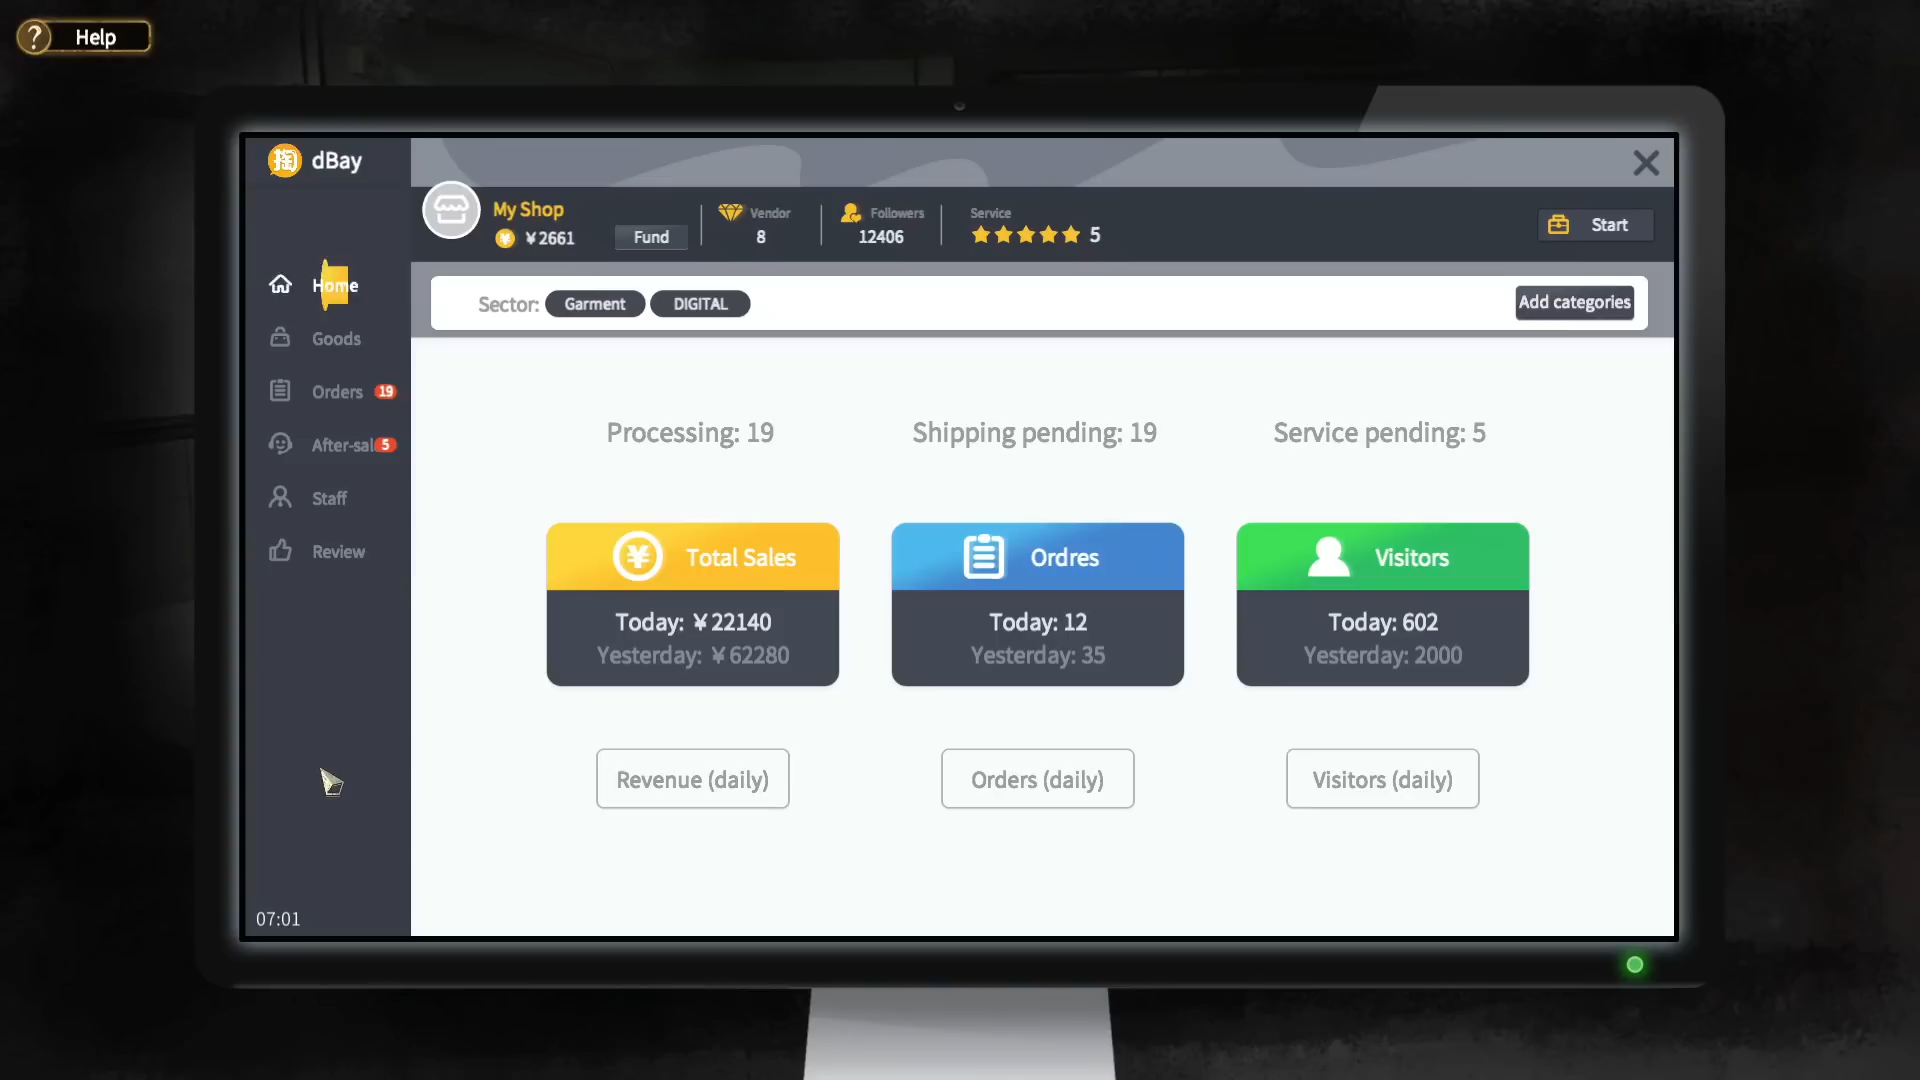 ? Help
掏 dBay
My Shop
¥2661
Fund
Vendor
8
Followers
12406
Service
5
Start
Home
Goods
Orders 19
After-sal 5
Staff
Review
07:01
Sector: Garment DIGITAL
Add categories
Processing: 19
Shipping pending: 19
Service pending: 5
¥ Total Sales
Today: ¥22140
Yesterday: ¥62280
Ordres
Today: 12
Yesterday: 35
Visitors
Today: 602
Yesterday: 2000
Revenue (daily)
Orders (daily)
Visitors (daily)